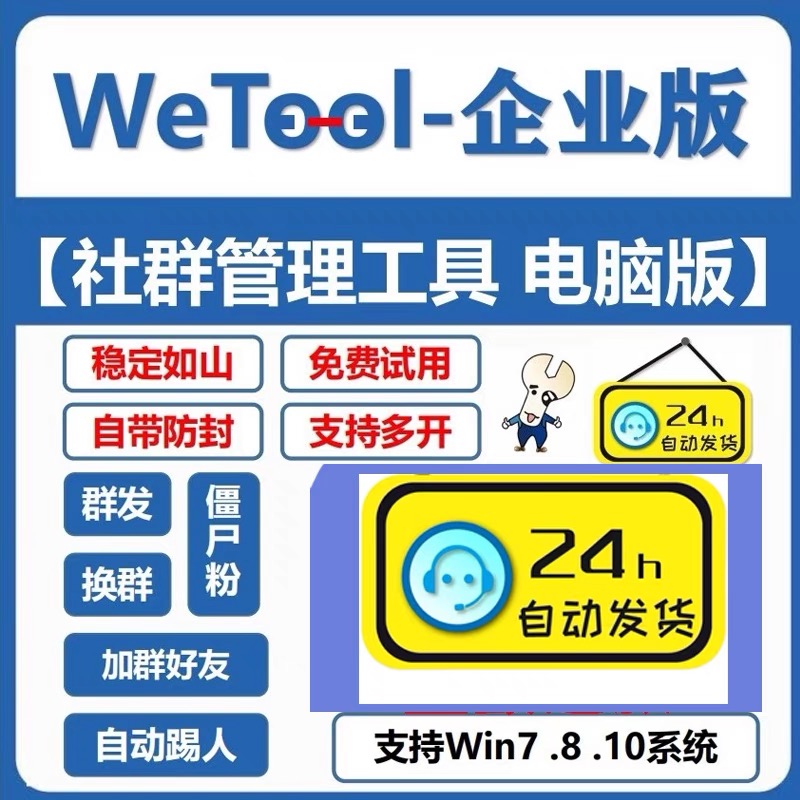 WeTool-企业版
【社群管理工具 电脑版】
稳定如山
免费试用
自带防封
支持多开
24h
自动发货
群发
僵尸粉
换群
24h
自动发货
加群好友
自动踢人
支持Win7 .8 .10系统